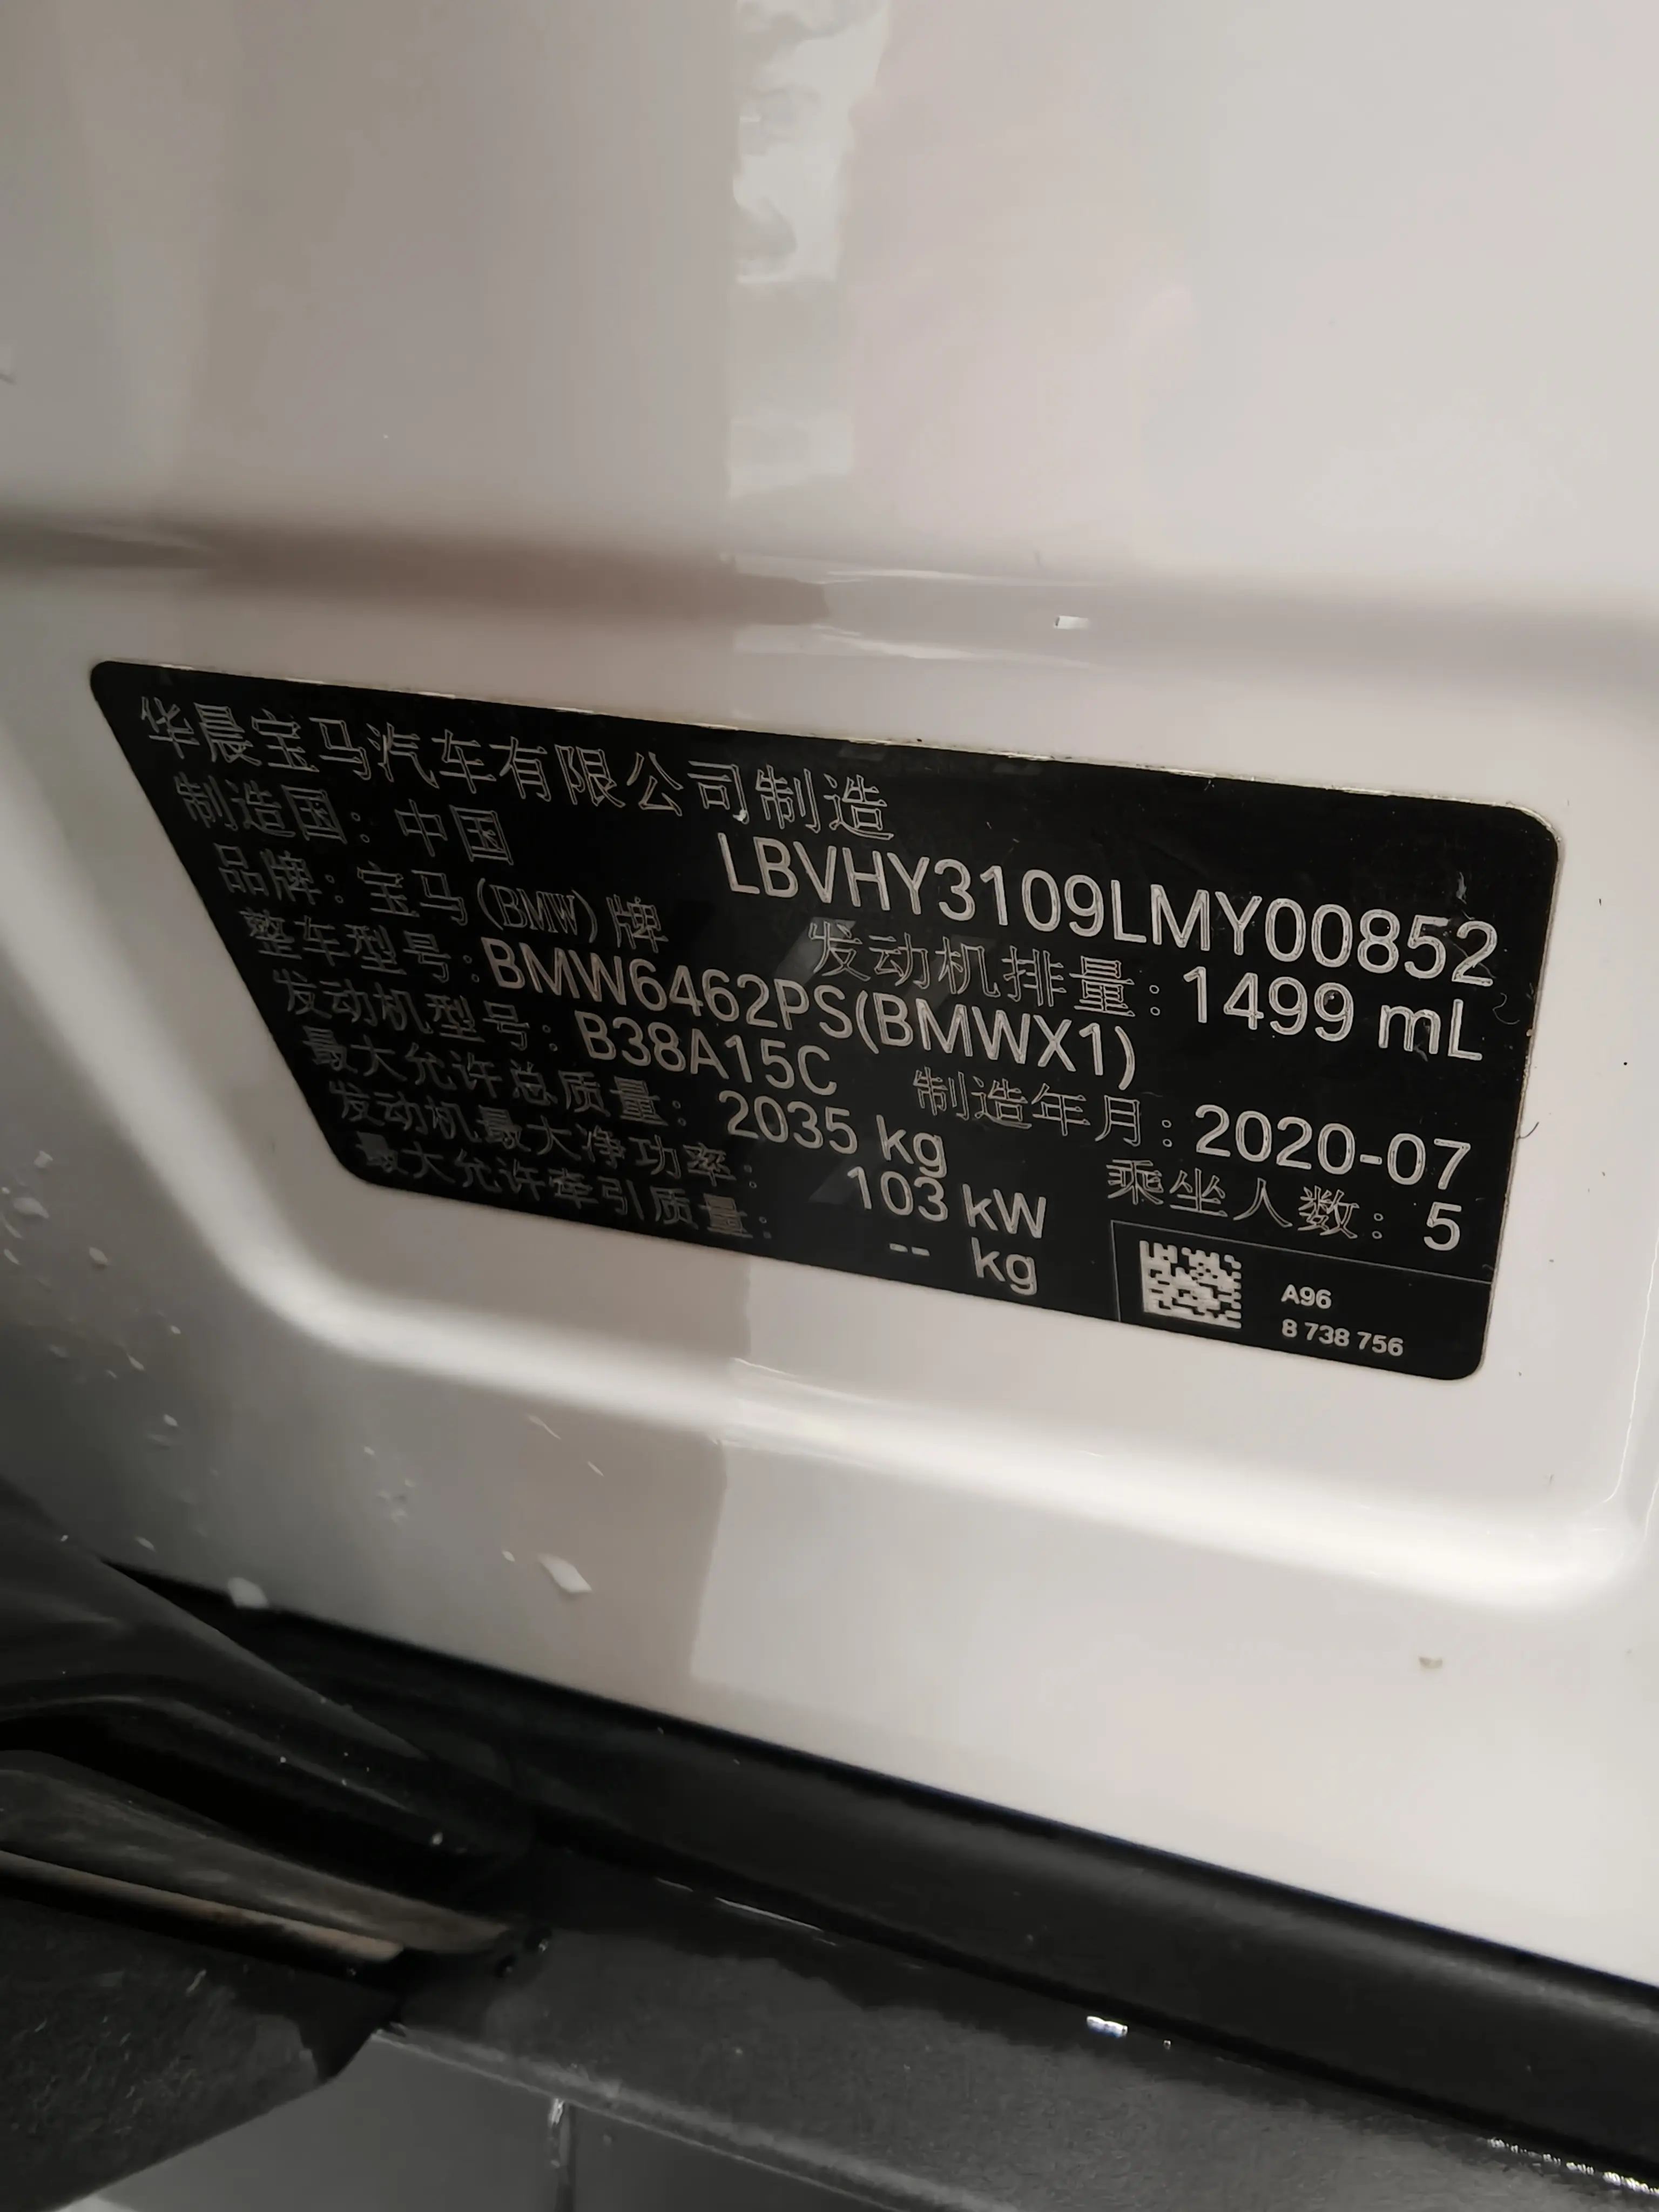 华晨宝马汽车有限公司制造
制造国：中国
LBVHY3109LMY00852
品牌：宝马(BMW)牌
发动机排量：1499 mL
整车型号：BMW6462PS(BMWX1)
发动机型号：B38A15C
制造年月：2020-07
最大允许总质量：2035 kg
乘坐人数：5
发动机最大净功率：103 kW
最大允许牵引质量：-- kg
A96
8 738 756